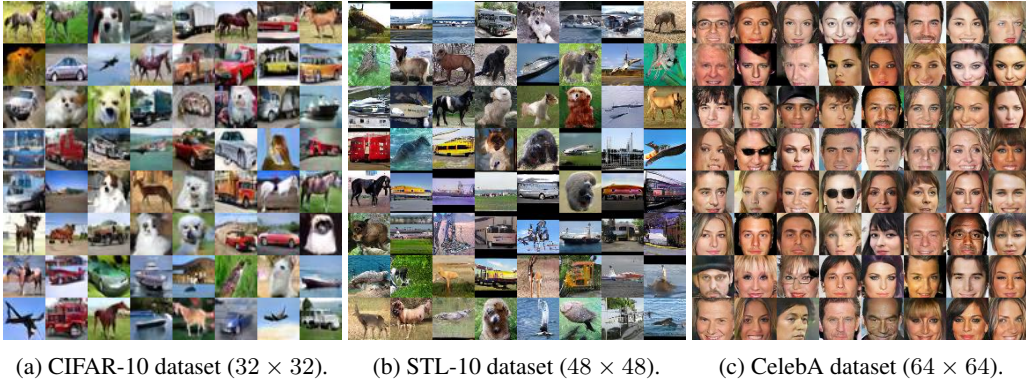 (a) CIFAR-10 dataset (32 × 32).
(b) STL-10 dataset (48 × 48).
(c) CelebA dataset (64 × 64).